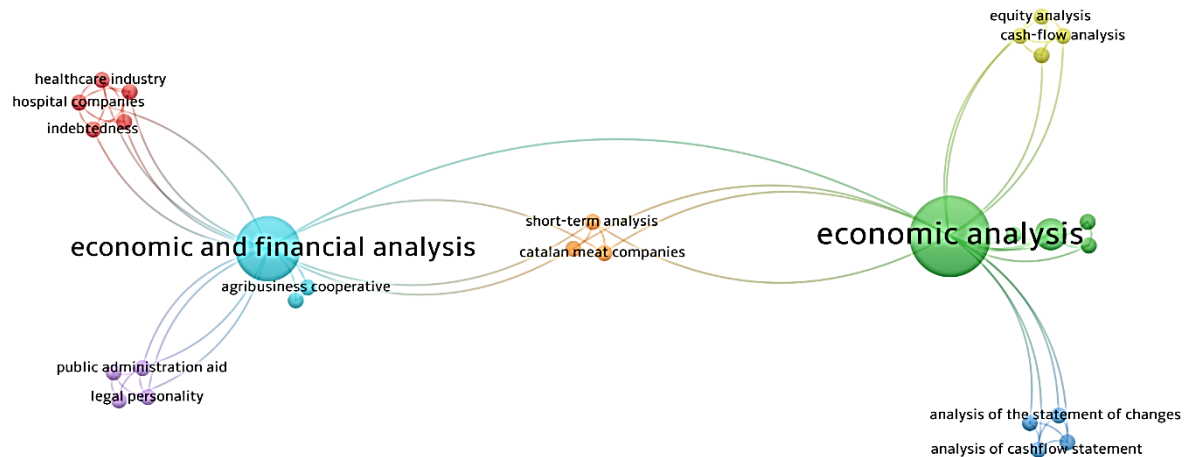 equity analysis
cash-flow analysis
healthcare industry
hospital companies
indebtedness
short-term analysis
economic analysis
economic and financial analysis
catalan meat companies
agribusiness cooperative
public administration aid
legal personality
analysis of the statement of changes
analysis of cashflow statement